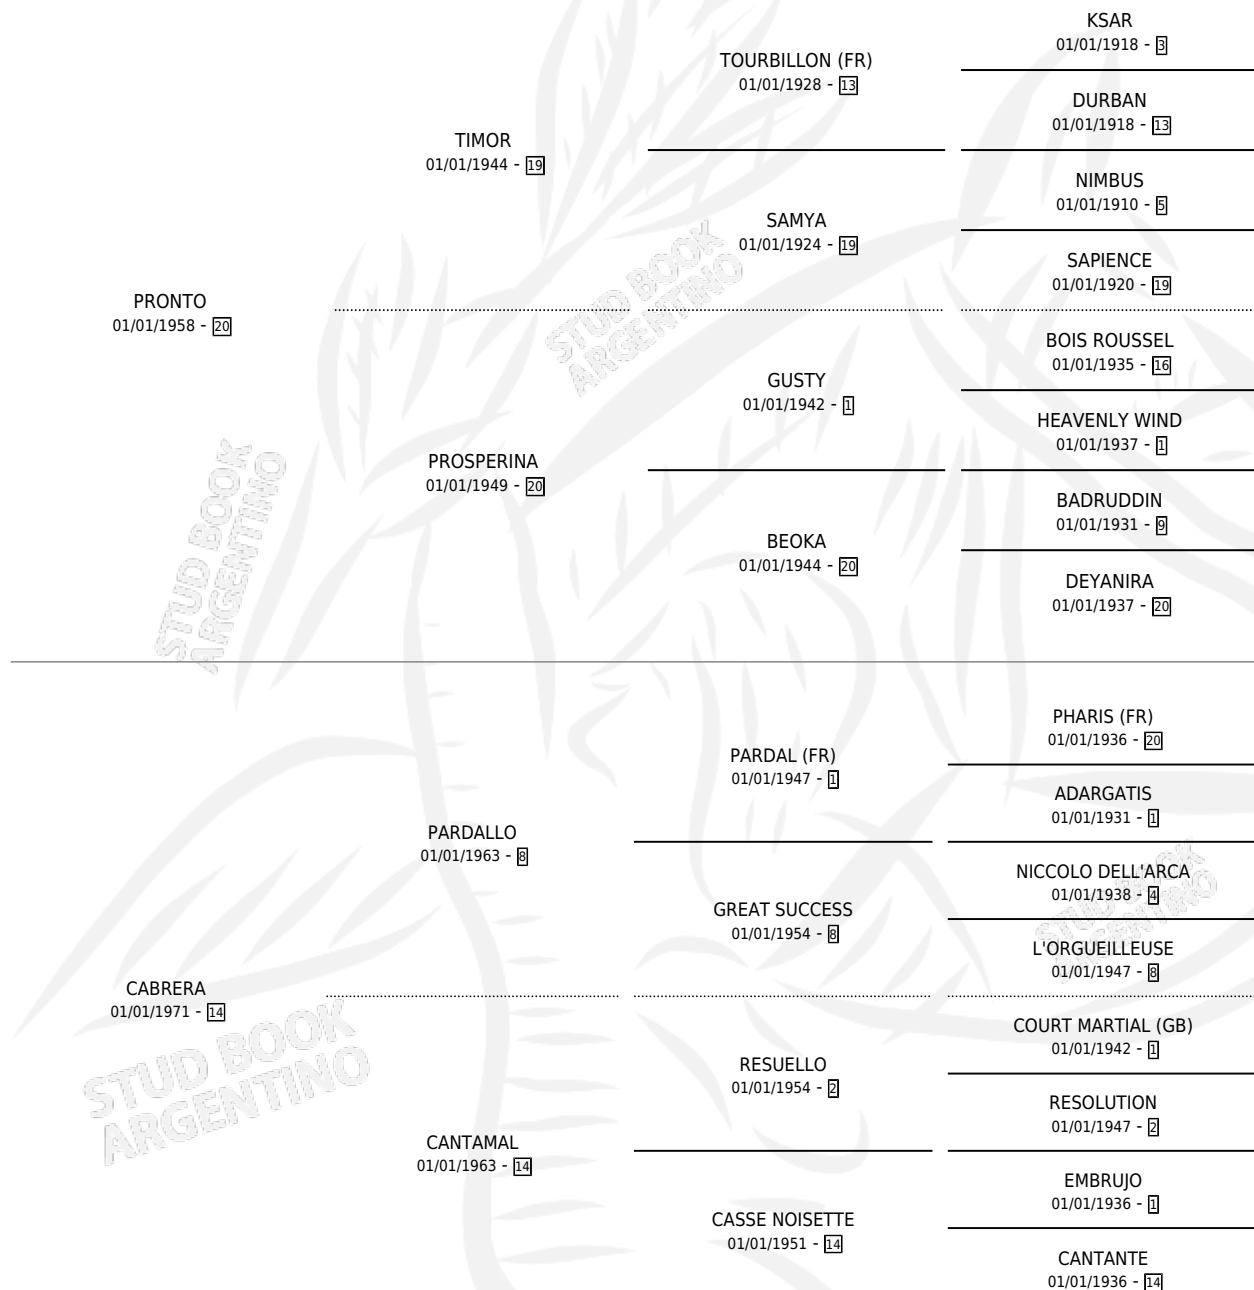 KSAR
01/01/1918 - 3
TOURBILLON (FR)
01/01/1928 - 13
DURBAN
01/01/1918 - 13
TIMOR
01/01/1944 - 19
NIMBUS
01/01/1910 - 5
SAMYA
01/01/1924 - 19
SAPIENCE
01/01/1920 - 19
PRONTO
01/01/1958 - 20
BOIS ROUSSEL
01/01/1935 - 16
GUSTY
01/01/1942 - 1
HEAVENLY WIND
01/01/1937 - 1
PROSPERINA
01/01/1949 - 20
BADRUDDIN
01/01/1931 - 9
BEOKA
01/01/1944 - 20
DEYANIRA
01/01/1937 - 20
PHARIS (FR)
01/01/1936 - 20
PARDAL (FR)
01/01/1947 - 1
ADARGATIS
01/01/1931 - 1
PARDALLO
01/01/1963 - 8
NICCOLO DELL'ARCA
01/01/1938 - 4
GREAT SUCCESS
01/01/1954 - 8
L'ORGUEILLEUSE
01/01/1947 - 8
CABRERA
01/01/1971 - 14
COURT MARTIAL (GB)
01/01/1942 - 1
RESUELLO
01/01/1954 - 2
RESOLUTION
01/01/1947 - 2
CANTAMAL
01/01/1963 - 14
EMBRUJO
01/01/1936 - 1
CASSE NOISETTE
01/01/1951 - 14
CANTANTE
01/01/1936 - 14
STUD BOOK
ARGENTINO
STUD BOOK
ARGENTINO
STUD BOOK
ARGENTINO
STUD BOOK
ARGENTINO